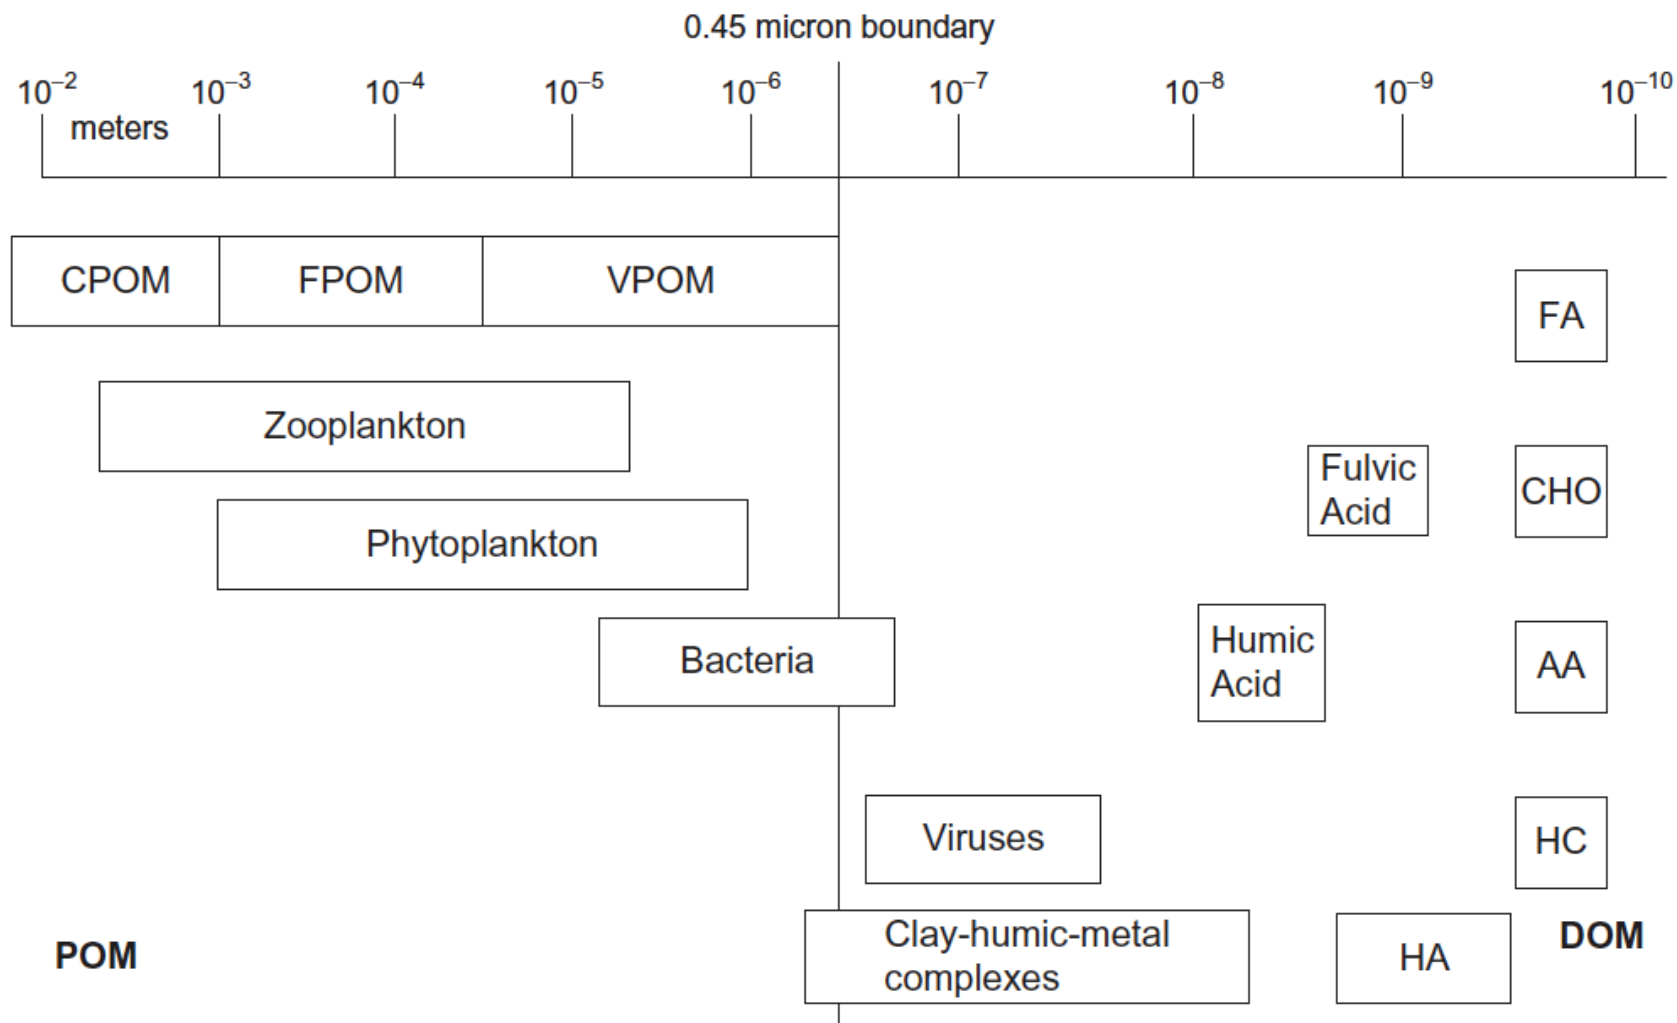 0.45 micron boundary
10⁻² 10⁻³ 10⁻⁴ 10⁻⁵ 10⁻⁶ 10⁻⁷ 10⁻⁸ 10⁻⁹ 10⁻¹⁰
meters
CPOM FPOM VPOM
FA
Zooplankton
Fulvic
Acid
CHO
Phytoplankton
Bacteria
Humic
Acid
AA
Viruses
HC
Clay-humic-metal
complexes
HA
DOM
POM